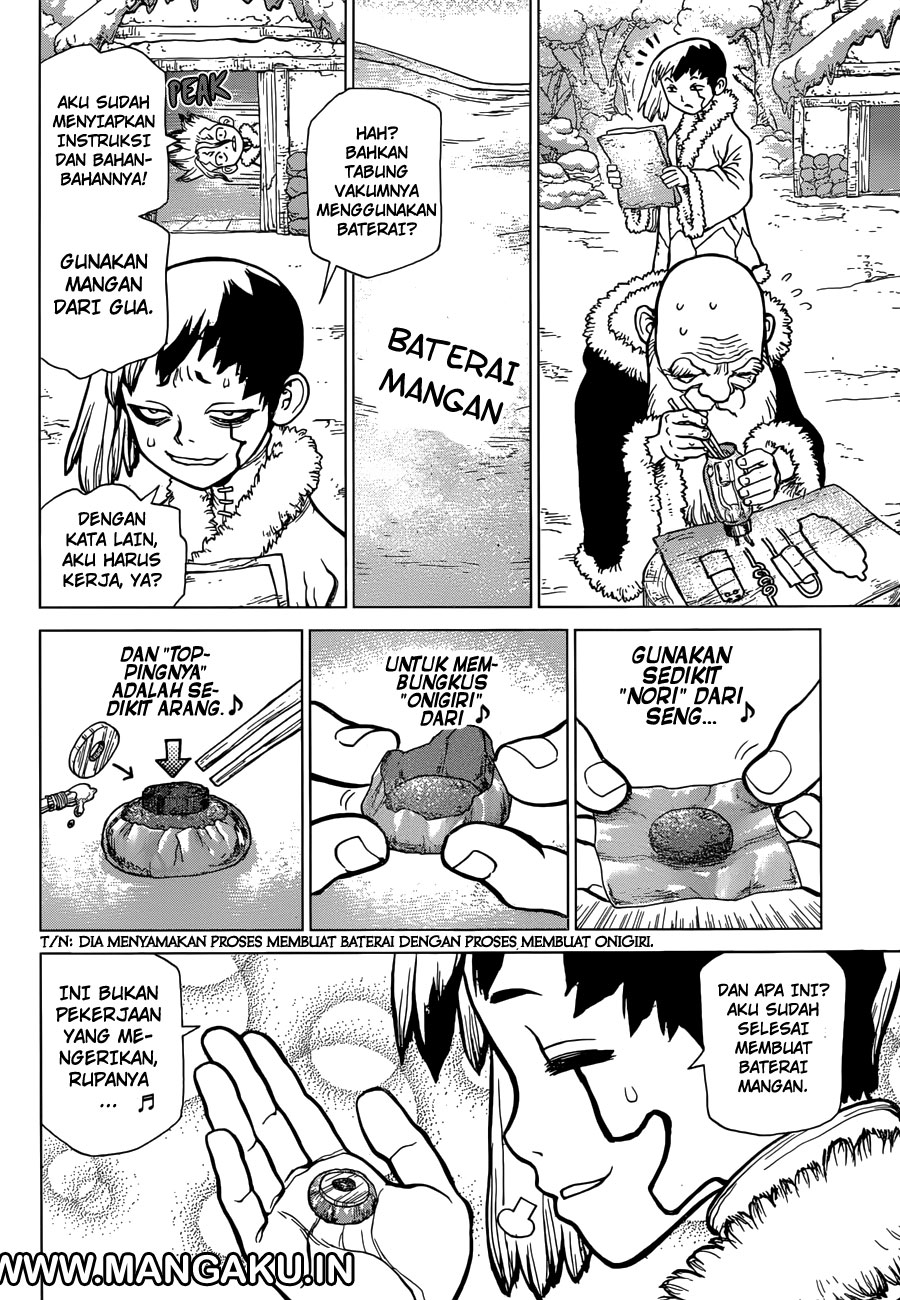 BATERAI
MANGAN
HAH?
BAHKAN
TABUNG
VAKUMNYA
MENGGUNAKAN
BATERAI?
PEAK
AKU SUDAH
MENYIAPKAN
INSTRUKSI
DAN BAHAN-
BAHANNYA!
GUNAKAN
MANGAN
DARI GUA.
DENGAN
KATA LAIN,
AKU HARUS
KERJA, YA?
GUNAKAN
SEDIKIT
"NORI" DARI
SENG... ♪
UNTUK MEM-
BUNGKUS
"ONIGIRI"
DARI ♪
DAN "TOP-
PINGNYA"
ADALAH SE-
DIKIT ARANG. ♪
T/N: DIA MENYAMAKAN PROSES MEMBUAT BATERAI DENGAN PROSES MEMBUAT ONIGIRI.
DAN APA INI?
AKU SUDAH
SELESAI
MEMBUAT
BATERAI
MANGAN.
INI BUKAN
PEKERJAAN
YANG ME-
NGERIKAN,
RUPANYA
... ♬
WWW.MANGAKU.IN